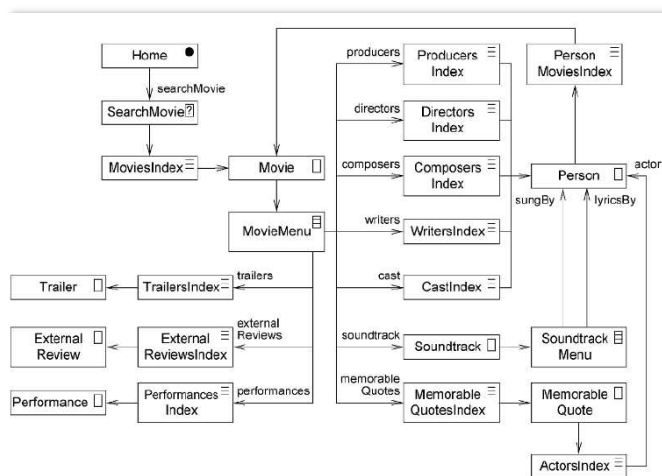 Home
searchMovie
SearchMovie
?
MoviesIndex
Movie
MovieMenu
trailers
Trailer
TrailersIndex
external
Reviews
External
Review
External
ReviewsIndex
performances
Performance
Performances
Index
producers
Producers
Index
directors
Directors
Index
composers
Composers
Index
writers
WritersIndex
cast
CastIndex
soundtrack
Soundtrack
memorable
Quotes
Memorable
QuotesIndex
Person
MoviesIndex
Person
actor
sungBy
lyricsBy
Soundtrack
Menu
Memorable
Quote
ActorsIndex